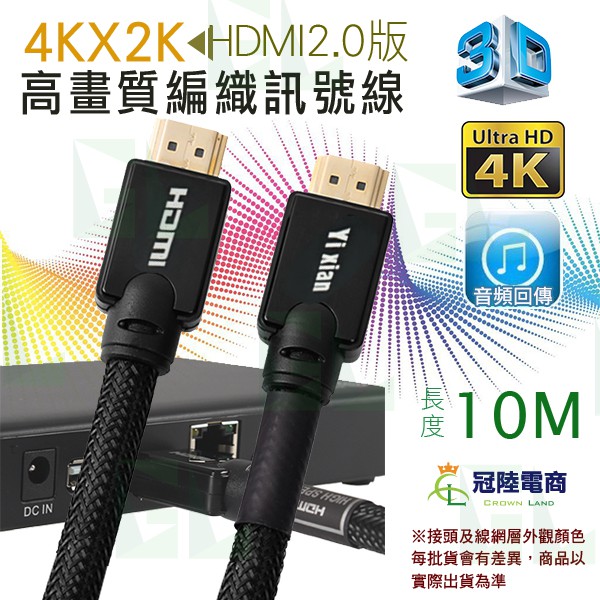 4KX2K◀HDMI2.0版
高畫質編織訊號線
3D
Ultra HD
4K
音頻回傳
HDMI
Yi xian
長度 10M
DC IN
HIGH SPE
HDMI
冠陸電商
CROWN LAND
※接頭及線網層外觀顏色
每批貨會有差異，商品以
實際出貨為準